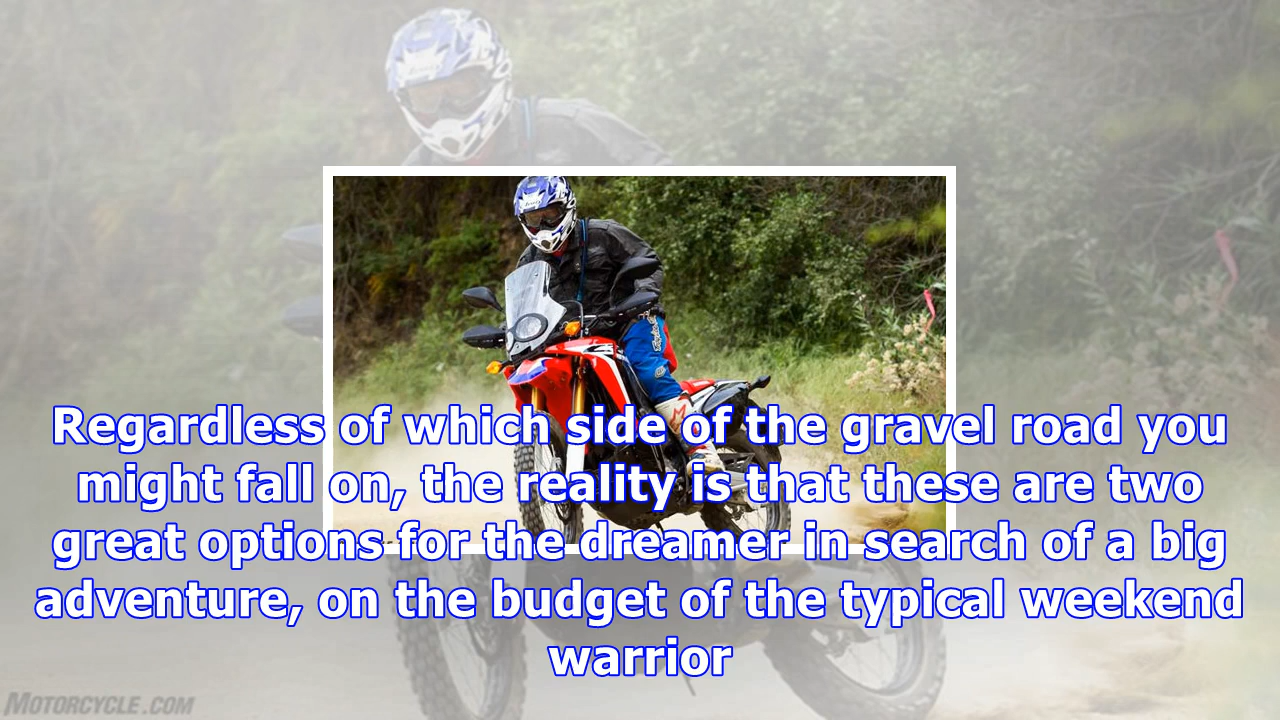 Regardless of which side of the gravel road you
might fall on, the reality is that these are two
great options for the dreamer in search of a big
adventure, on the budget of the typical weekend
warrior
MOTORCYCLE.COM